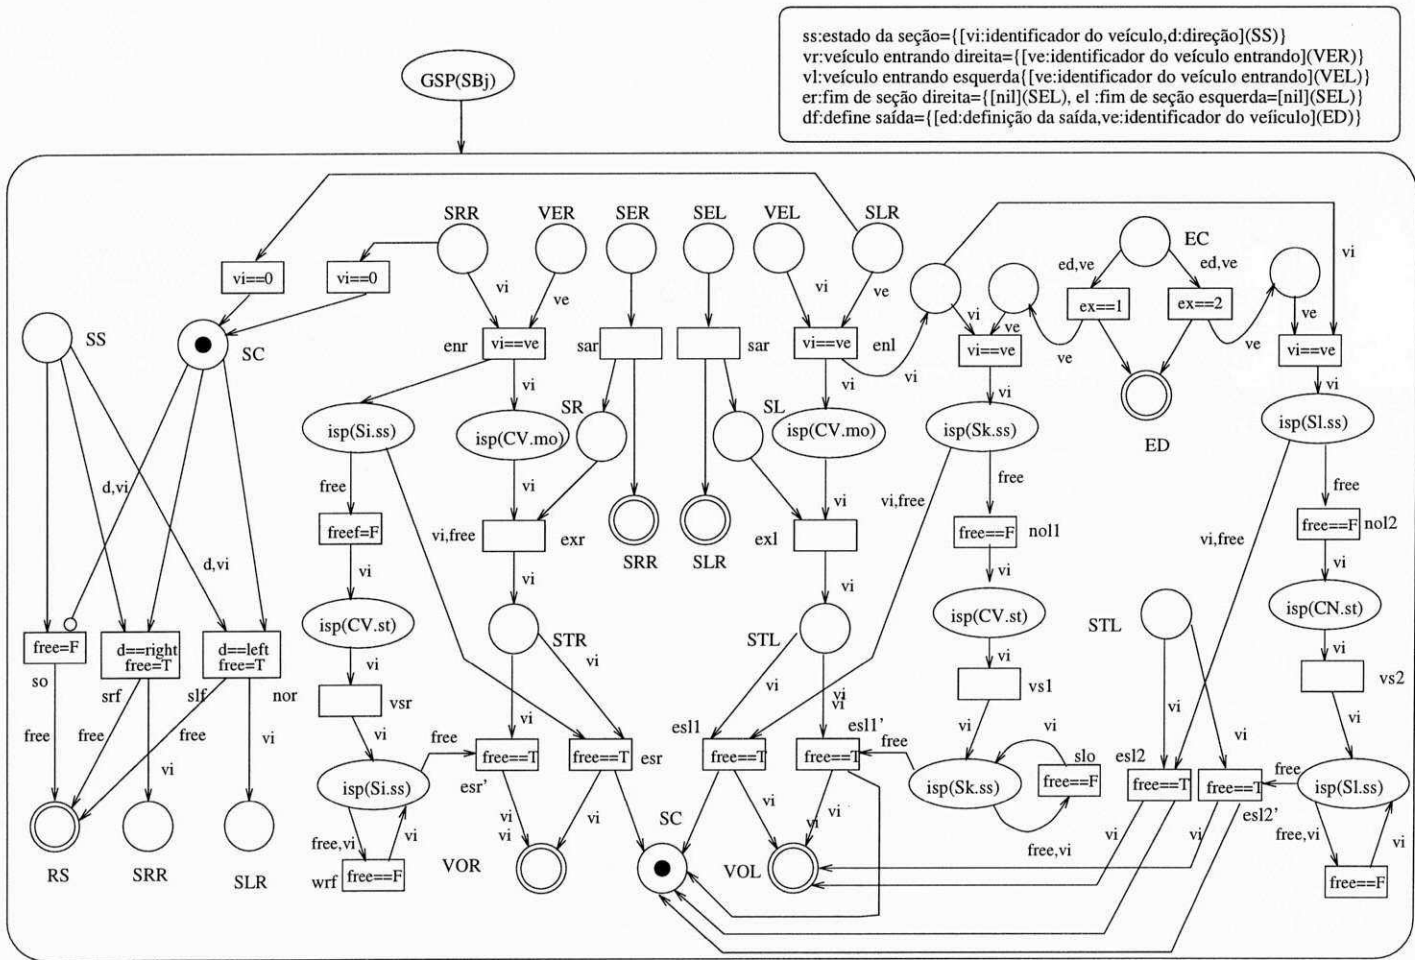 ss:estado da seção={[vi:identificador do veículo,d:direção](SS)}
vr:veículo entrando direita={[ve:identificador do veículo entrando](VER)}
vl:veículo entrando esquerda{[ve:identificador do veículo entrando](VEL)}
er:fim de seção direita={[nil](SEL), el :fim de seção esquerda=[nil](SEL)}
df:define saída={[ed:definição da saída,ve:identificador do veíiculo](ED)}
GSP(SBj)
SRR VER SER SEL VEL SLR
EC
vi==0 vi==0
vi ve vi ve
ed,ve ed,ve
vi
ex==1 ex==2
vi ve ve ve ve
SS SC
enr vi==ve sar sar vi==ve enl
vi==ve vi==ve
vi vi vi vi vi
SR SL
isp(Si.ss) isp(CV.mo) isp(CV.mo) isp(Sk.ss) isp(Sl.ss)
ED
d,vi
free vi vi free free
vi,free vi,free vi,free
freef=F exr exl free==F nol1 free==F nol2
SRR SLR
d,vi
vi vi vi vi vi
isp(CV.st) isp(CV.st) isp(CN.st)
STR STL STL
free=F d==right d==left
free=T free=T
so srf slf nor
vi vi vi vi vi
vsr vs1 vs2
vi vi vi vi vi
free free free vi
vi free vi free vi
esl1 esl1'
free==T free==T esr free==T free==T
esr'
isp(Si.ss) isp(Sk.ss)
slo free==F
esl2 free==T free==T esl2'
free isp(Sl.ss)
RS SRR SLR
free,vi vi
wrf free==F
vi vi vi vi vi vi
VOR SC VOL
free,vi
vi vi
free,vi vi
free==F